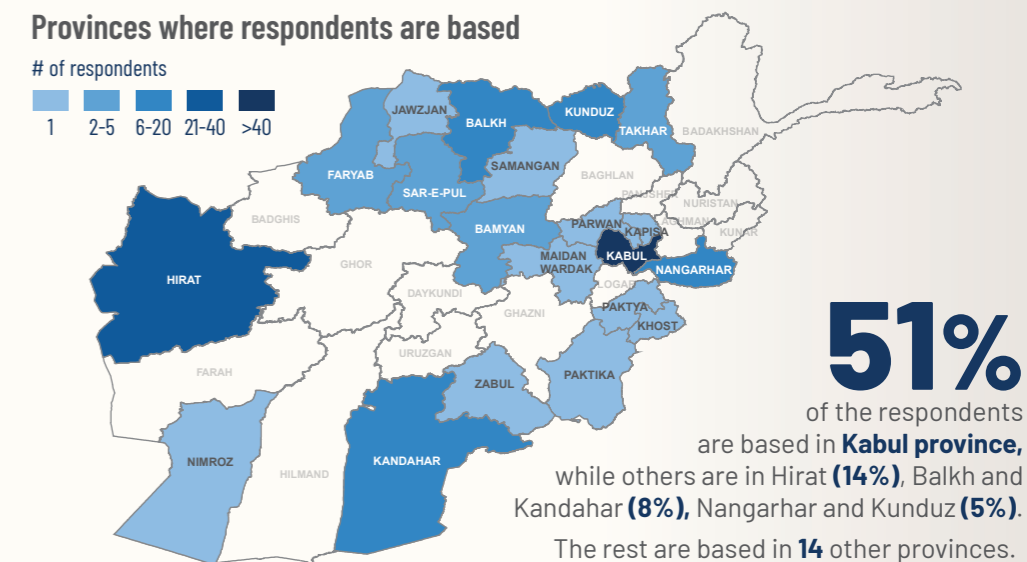 Provinces where respondents are based
# of respondents
1 2-5 6-20 21-40 >40
JAWZJAN
BALKH
KUNDUZ
TAKHAR
BADAKHSHAN
FARYAB
SAR-E-PUL
SAMANGAN
BAGHLAN
PANJSHER
NURISTAN
BADGHIS
BAMYAN
PARWAN
KAPISA
AGHMAN
KUNAR
HIRAT
GHOR
MAIDAN
WARDAK
KABUL
NANGARHAR
LOGAR
DAYKUNDI
GHAZNI
PAKTYA
KHOST
URUZGAN
FARAH
ZABUL
PAKTIKA
NIMROZ
HILMAND
KANDAHAR
51%
of the respondents
are based in Kabul province,
while others are in Hirat (14%), Balkh and
Kandahar (8%), Nangarhar and Kunduz (5%).
The rest are based in 14 other provinces.